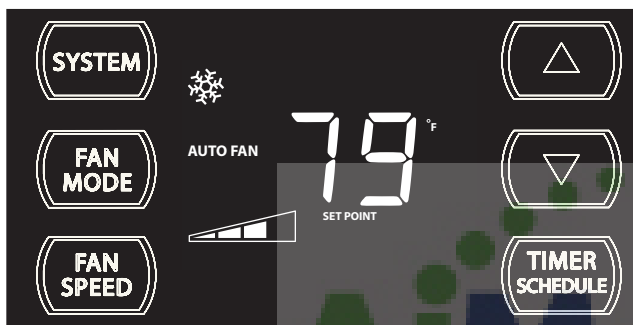 SYSTEM
FAN
MODE
FAN
SPEED
AUTO FAN
79 °F
SET POINT
TIMER
SCHEDULE